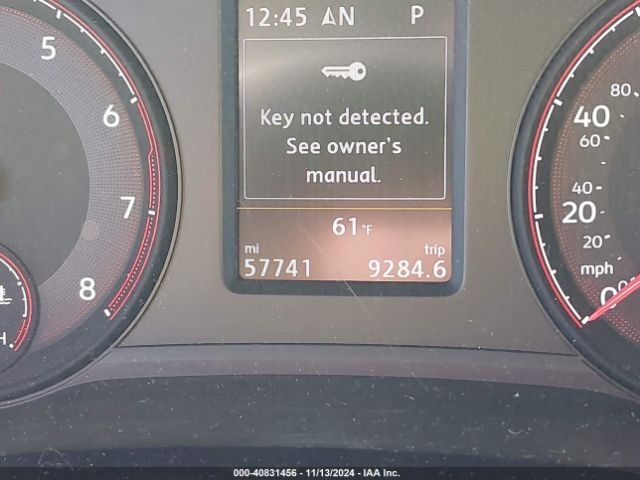 12:45 N P
Key not detected.
See owner's
manual.
61°F
mi trip
57741 9284.6
5
6
7
8
H
80
40
60
40
20
20
mph
0
000-40831456 - 11/13/2024 - IAA Inc.